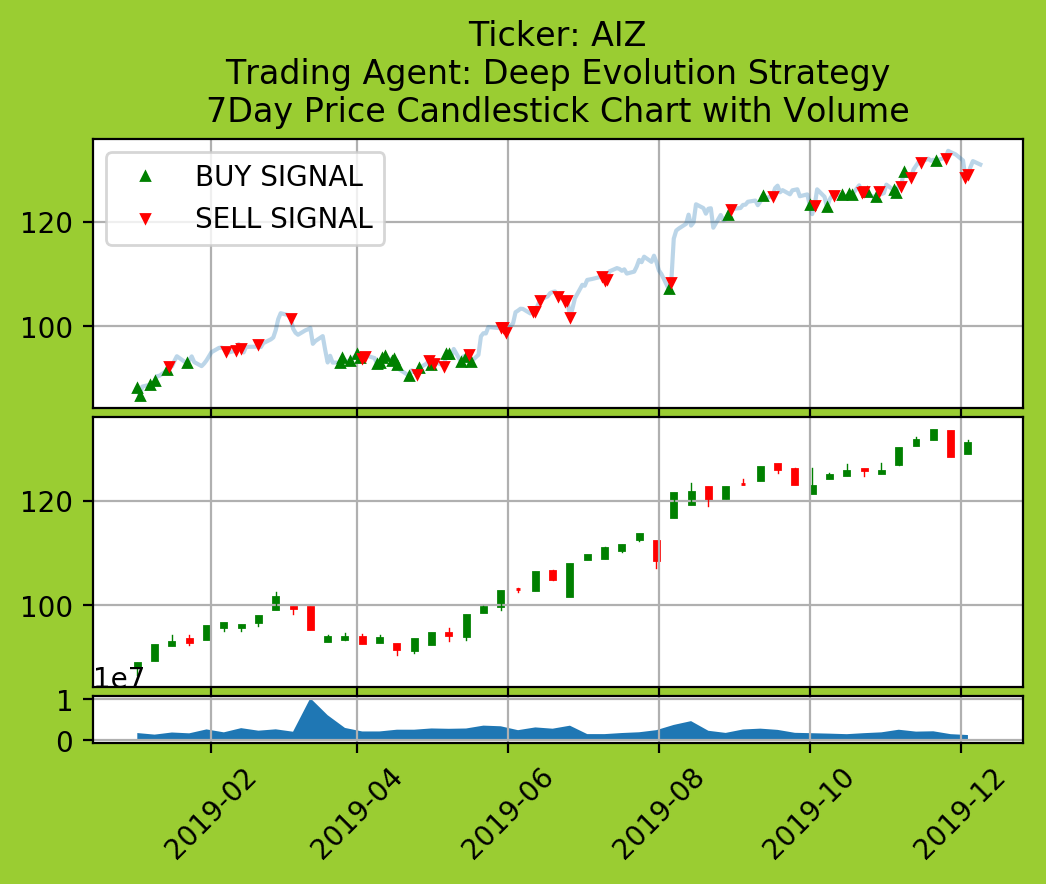 Ticker: AIZ
Trading Agent: Deep Evolution Strategy
7Day Price Candlestick Chart with Volume
BUY SIGNAL
SELL SIGNAL
120
100
120
100
1e7
1
0
2019-02
2019-04
2019-06
2019-08
2019-10
2019-12